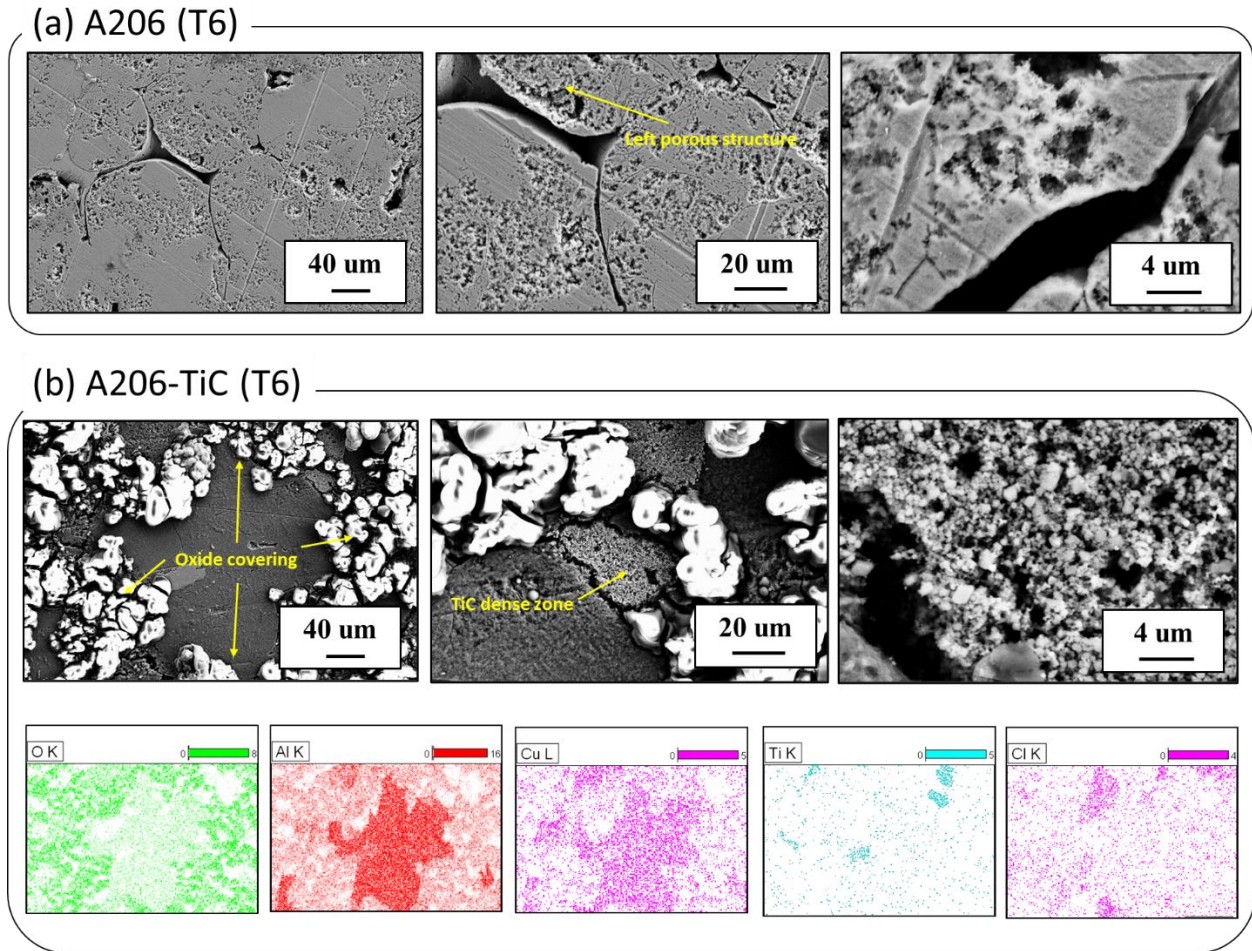 (a) A206 (T6)
Left porous structure
40 um
20 um
4 um
(b) A206-TiC (T6)
Oxide covering
TiC dense zone
40 um
20 um
4 um
O K 0 8
Al K 0 16
Cu L 0 5
Ti K 0 5
Cl K 0 4